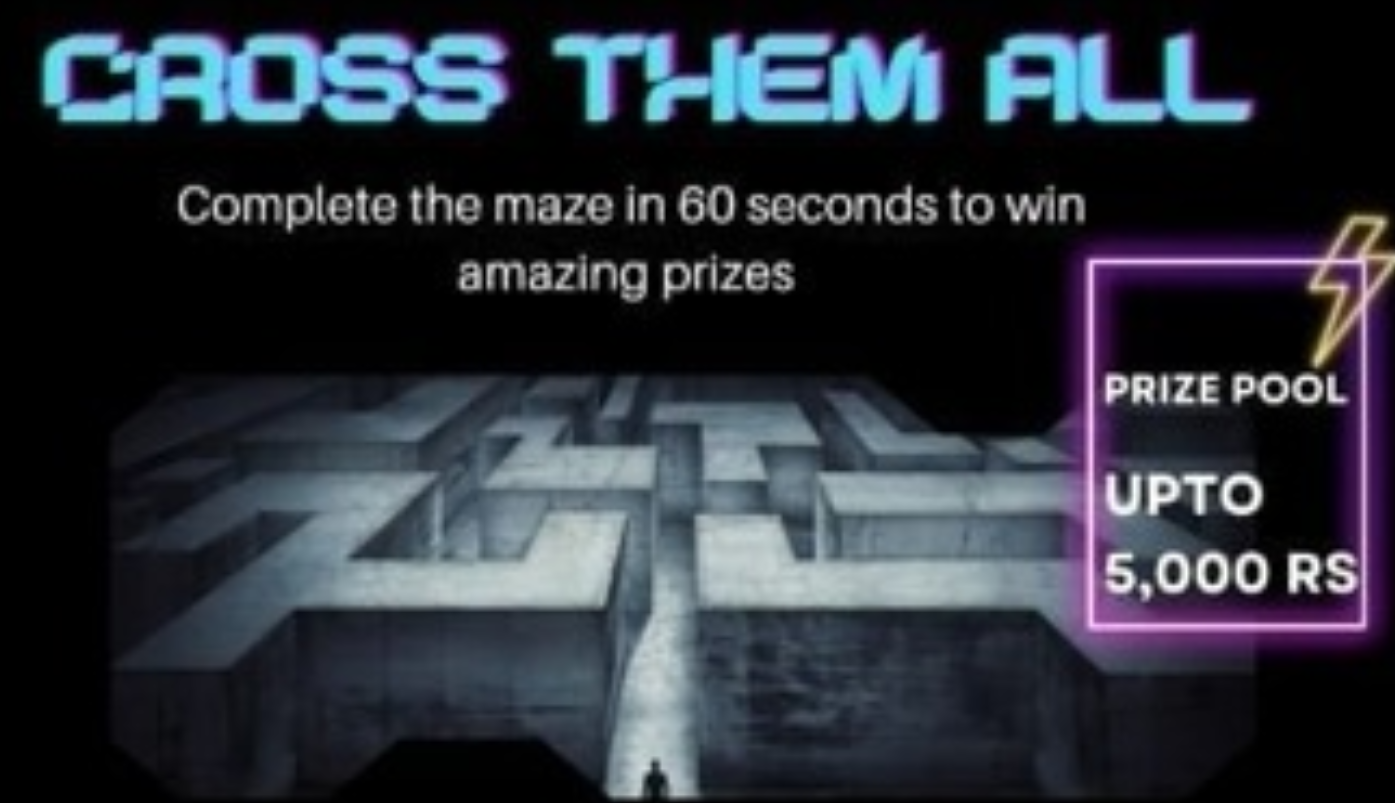 CROSS THEM ALL
Complete the maze in 60 seconds to win
amazing prizes
PRIZE POOL
UPTO
5,000 RS